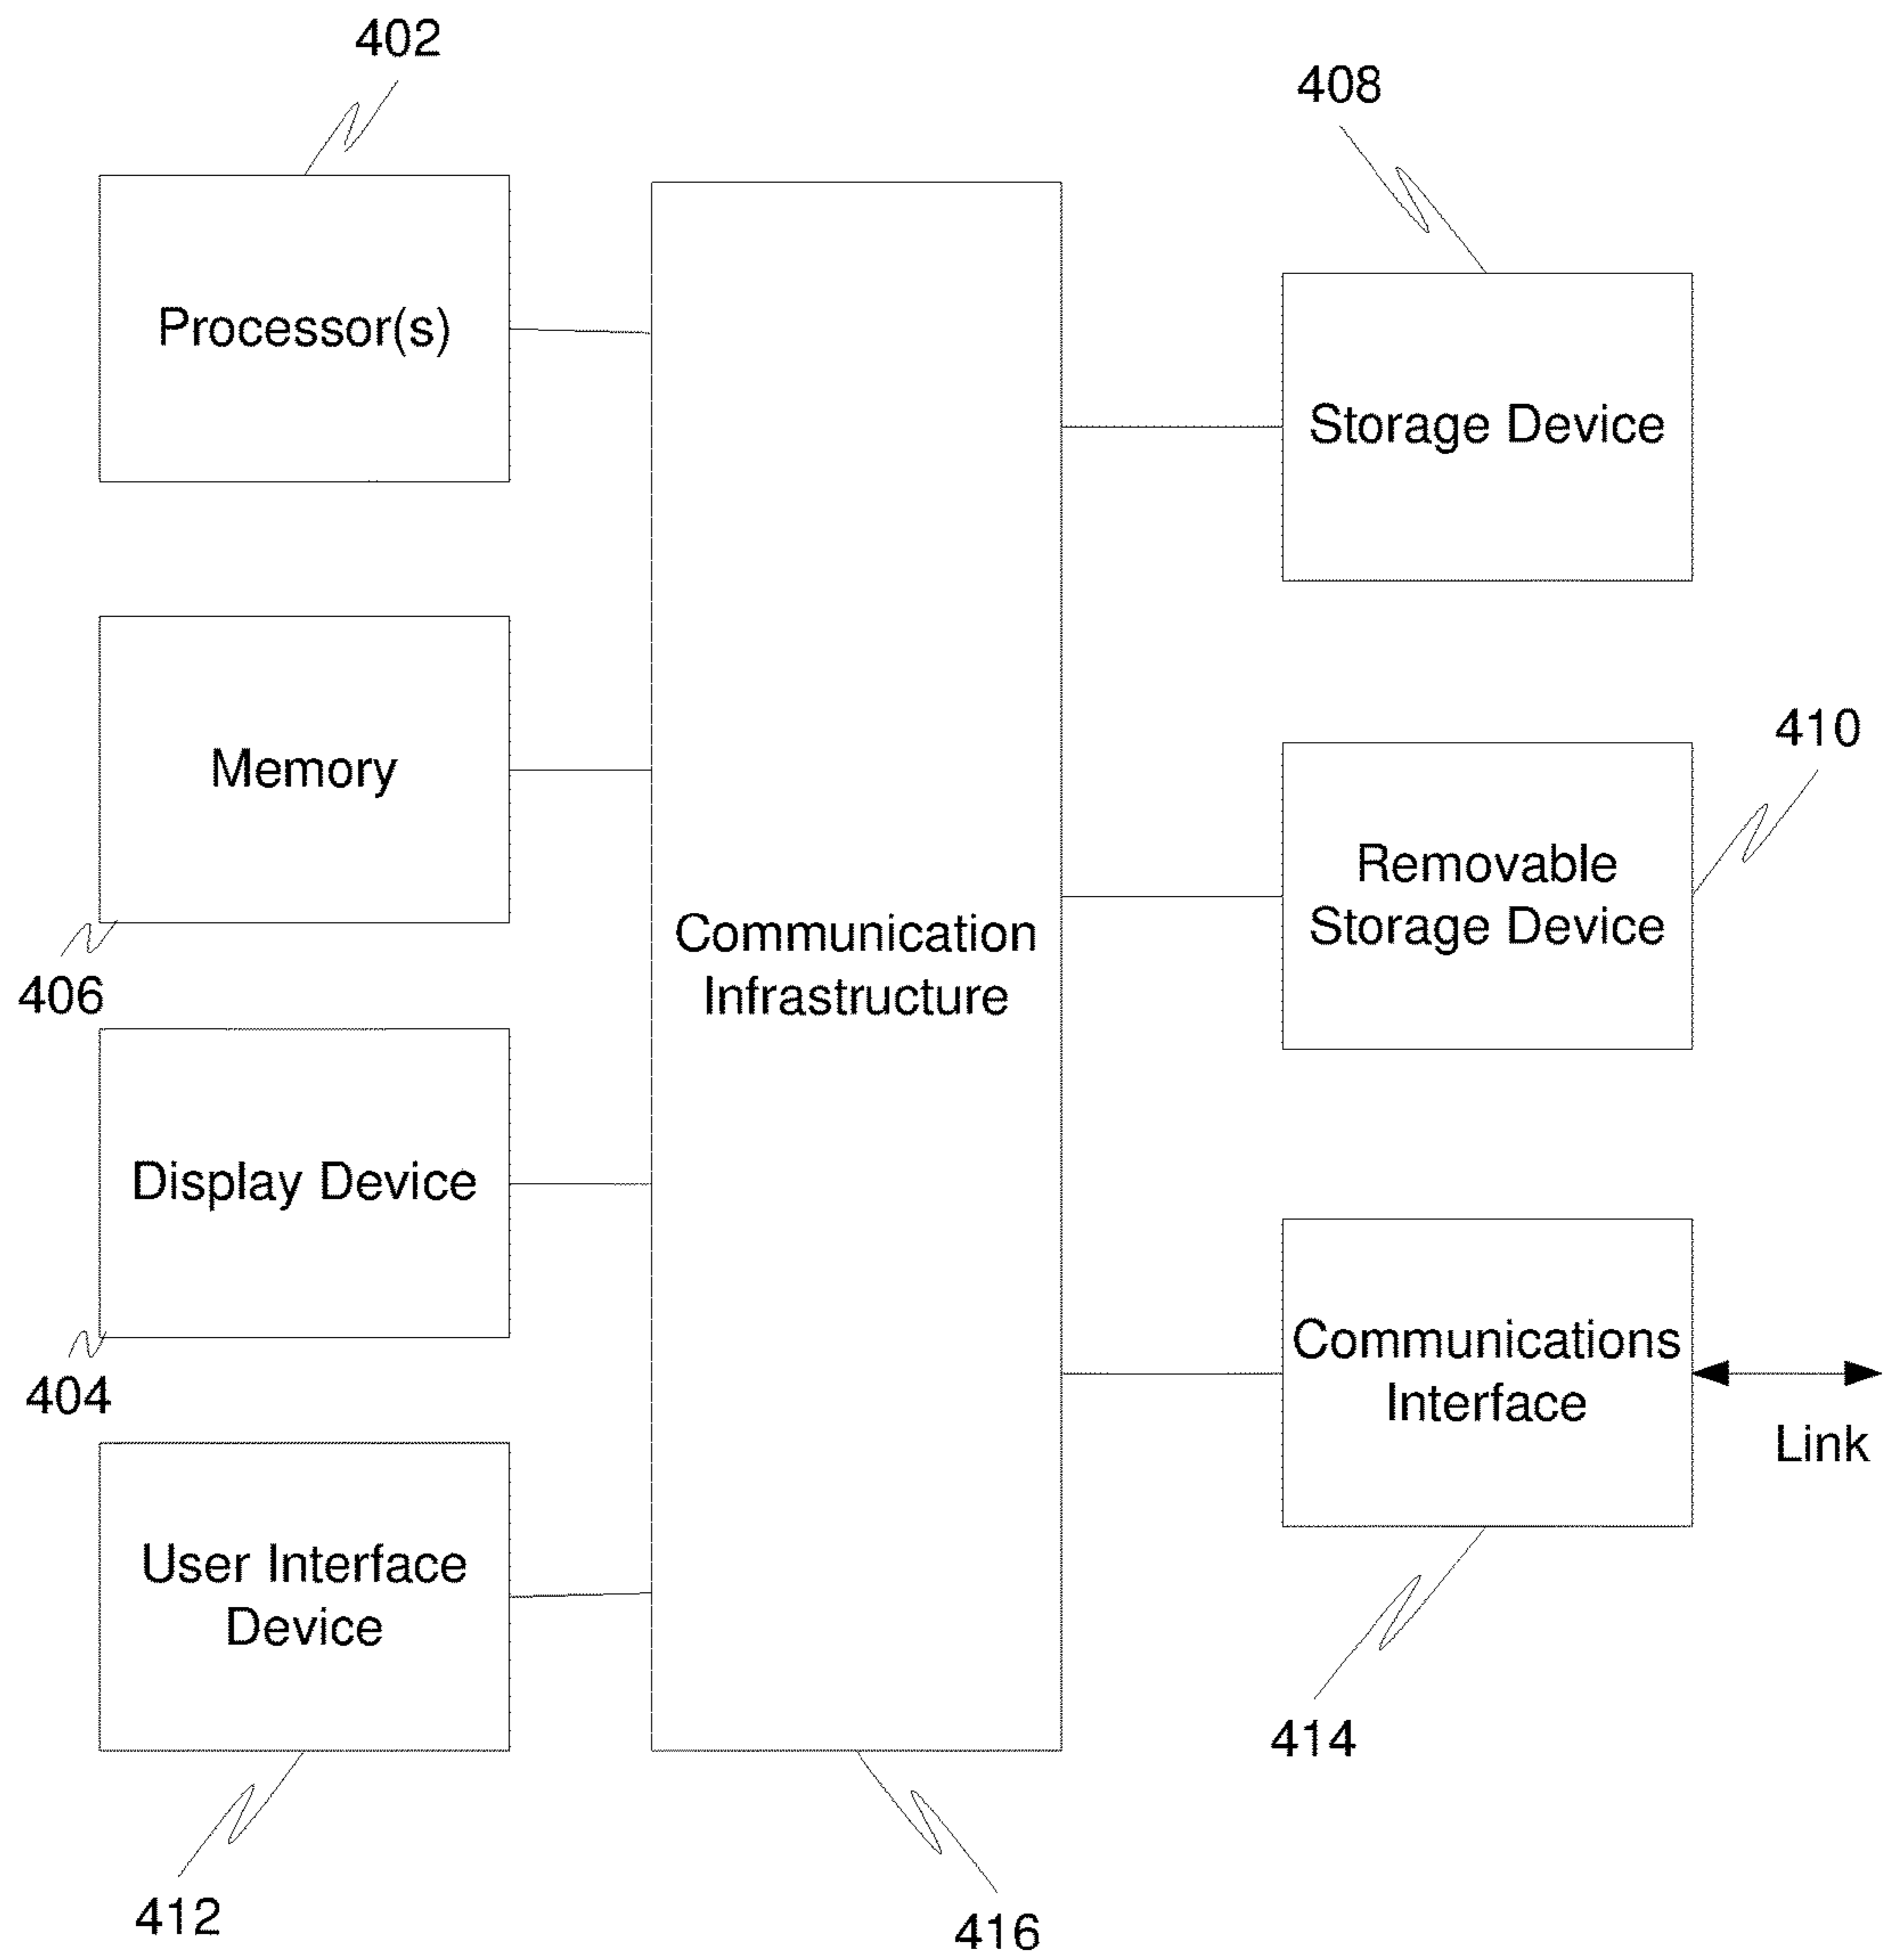 402
408
Processor(s)
Storage Device
410
Memory
Removable
Storage Device
406
Communication
Infrastructure
Display Device
404
Communications
Interface
Link
User Interface
Device
414
412
416